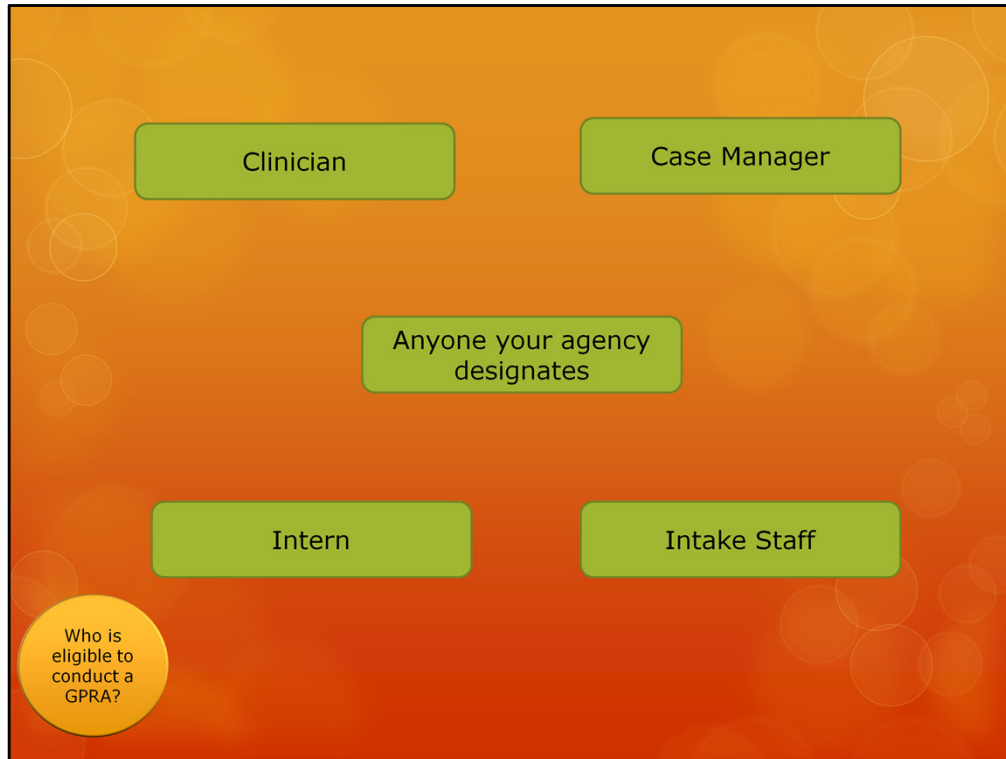 Clinician
Case Manager
Anyone your agency
designates
Intern
Intake Staff
Who is
eligible to
conduct a
GPRA?